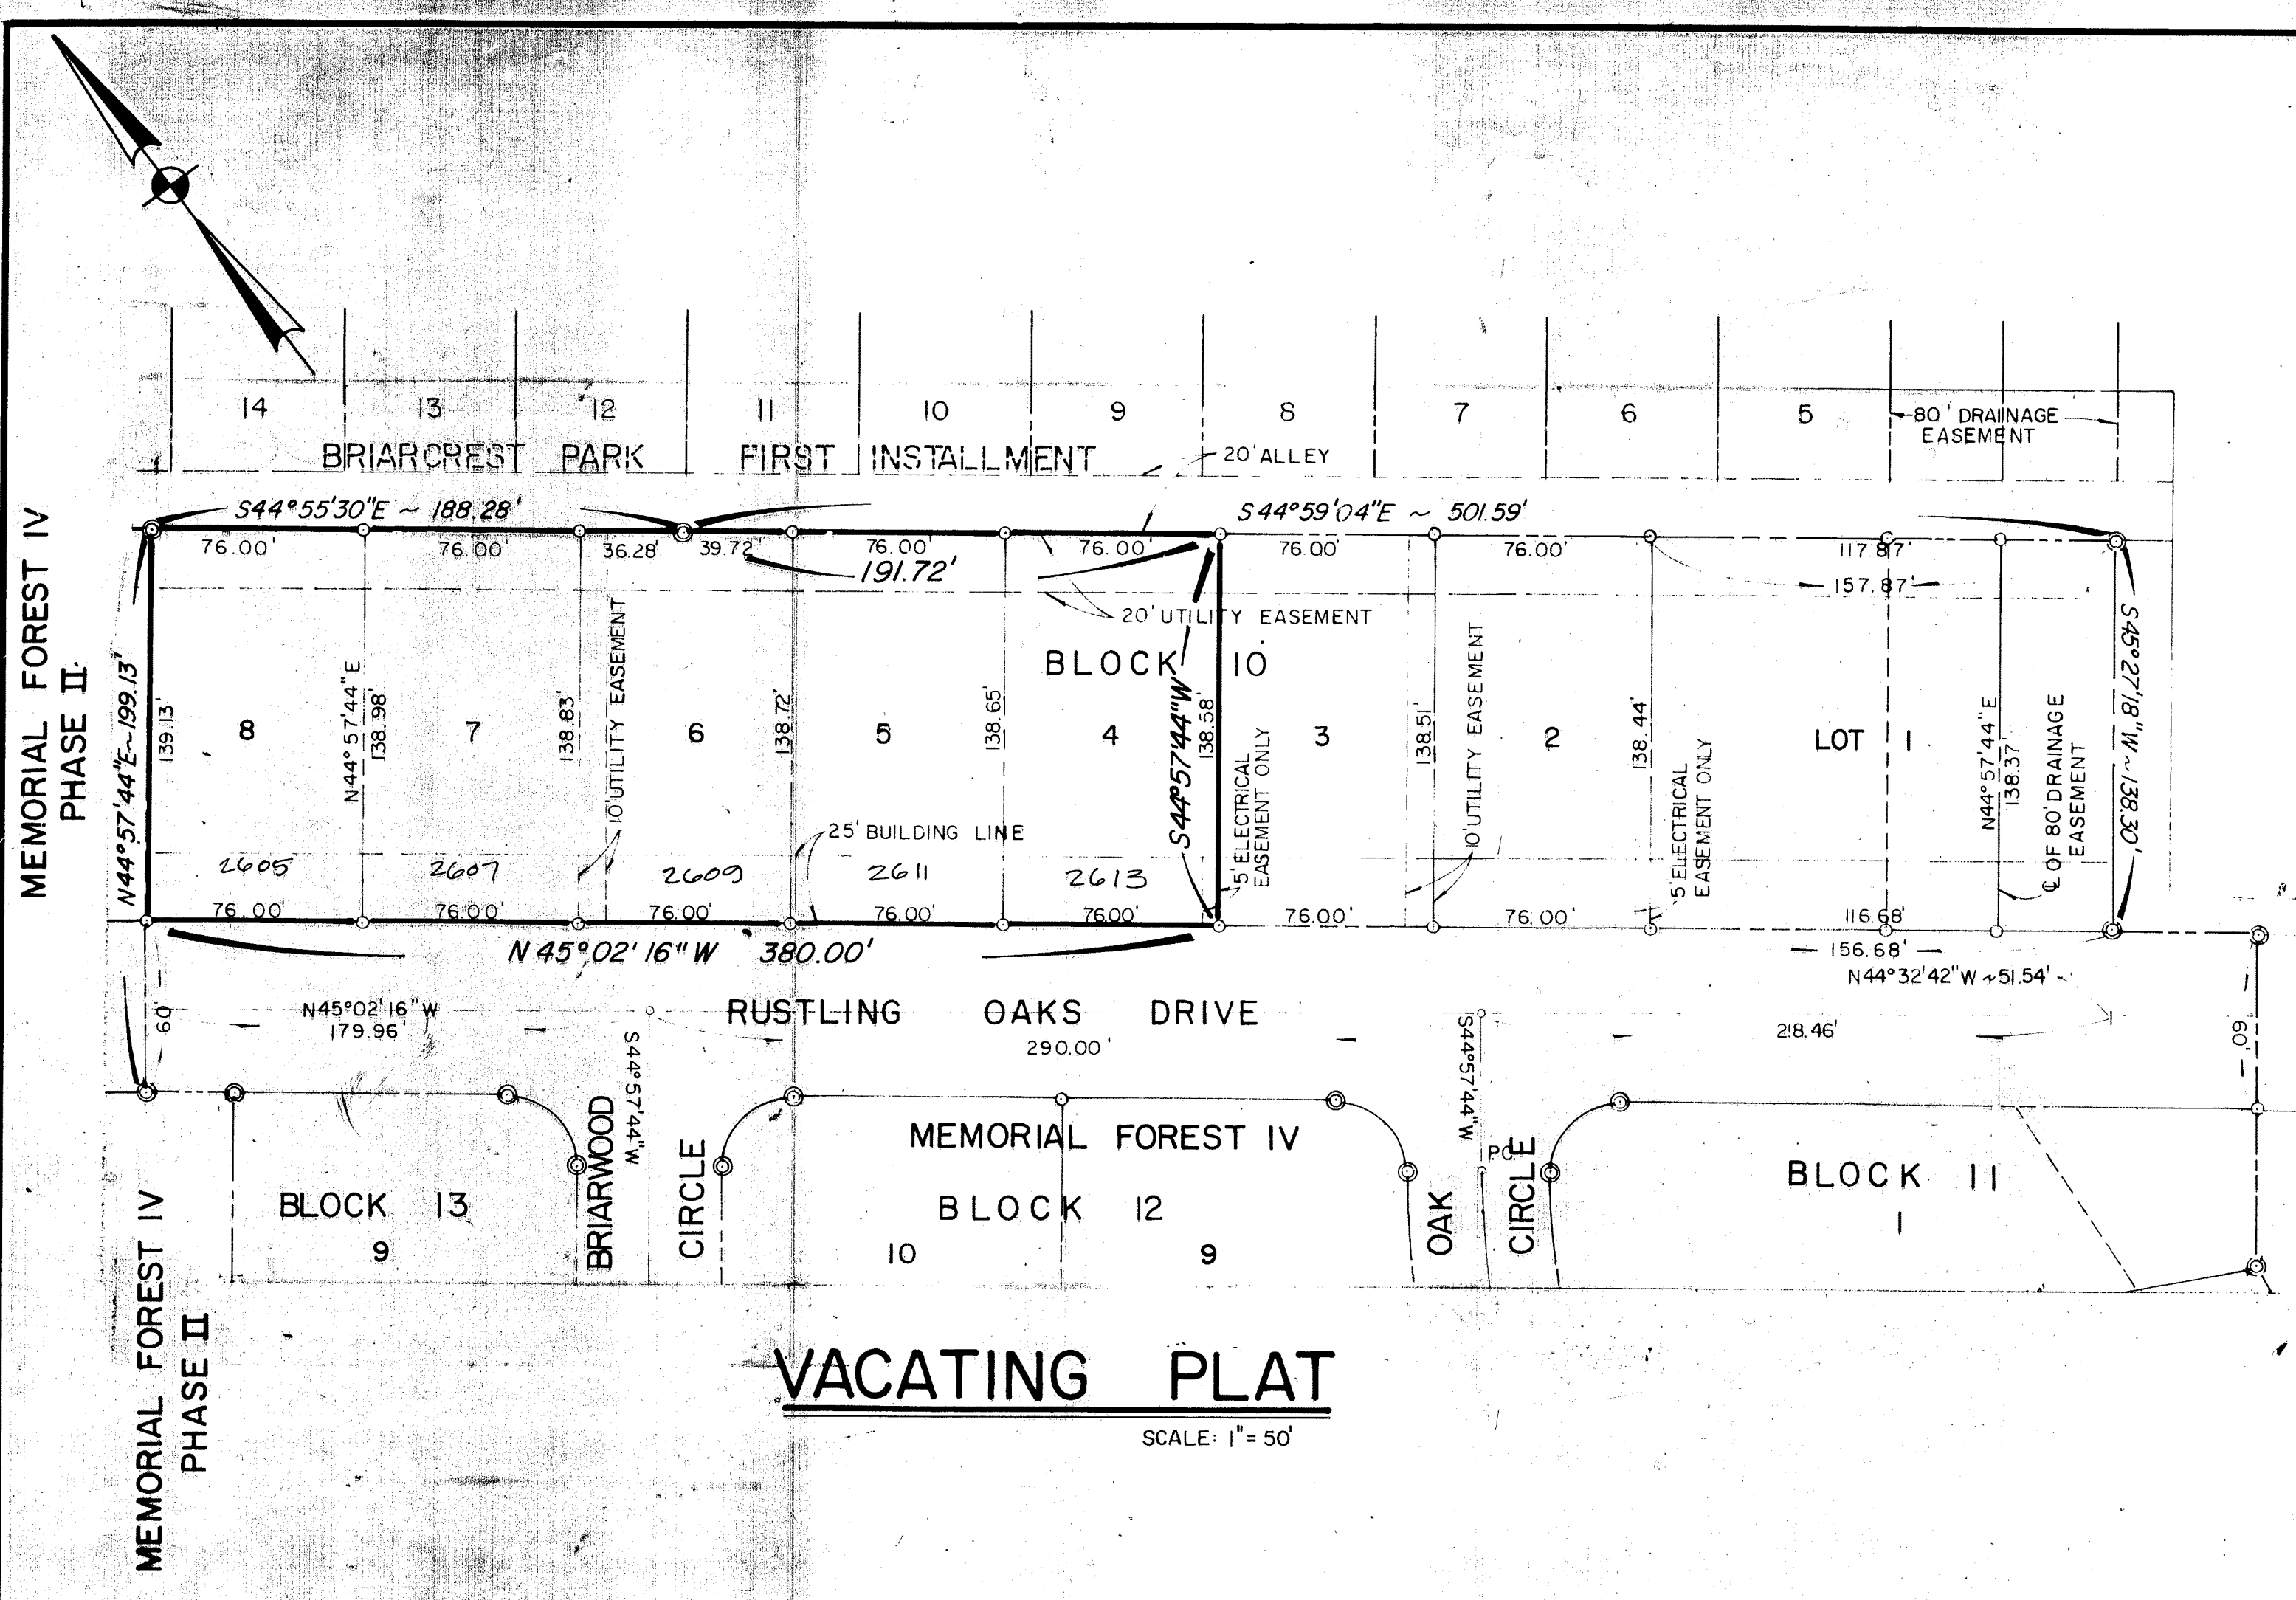 14 13 12 11 10 9 8 7 6 5
80' DRAINAGE
EASEMENT
BRIARCREST PARK FIRST INSTALLMENT
20' ALLEY
S44°55'30"E ~ 188.28'
S44°59'04"E ~ 501.59'
76.00' 76.00' 36.28' 39.72' 76.00' 76.00' 76.00' 76.00' 117.87'
191.72'
157.87'
20' UTILITY EASEMENT
BLOCK 10
MEMORIAL FOREST IV
PHASE II
N44°57'44"E ~ 199.13'
139.13'
8
N44°57'44"E
138.98'
7
138.83'
10' UTILITY EASEMENT
6
138.72'
5
138.65'
4
S44°57'44"W
138.58'
5' ELECTRICAL
EASEMENT ONLY
3
138.51'
10' UTILITY EASEMENT
2
138.44'
5' ELECTRICAL
EASEMENT ONLY
LOT 1
N44°57'44"E
138.37'
℄ OF 80' DRAINAGE
EASEMENT
S45°27'18"W ~ 138.30'
25' BUILDING LINE
2605 2607 2609 2611 2613
76.00' 76.00' 76.00' 76.00' 76.00' 76.00' 76.00' 116.68'
N 45°02'16" W 380.00'
156.68'
N44°32'42"W ~ 51.54'
60'
N45°02'16"W
179.96'
RUSTLING OAKS DRIVE
290.00'
218.46'
60'
S44°57'44"W
S44°57'44"W
P.C.
BRIARWOOD
CIRCLE
OAK
CIRCLE
MEMORIAL FOREST IV
BLOCK 13
9
BLOCK 12
10 9
BLOCK 11
1
MEMORIAL FOREST IV
PHASE II
VACATING PLAT
SCALE: 1" = 50'